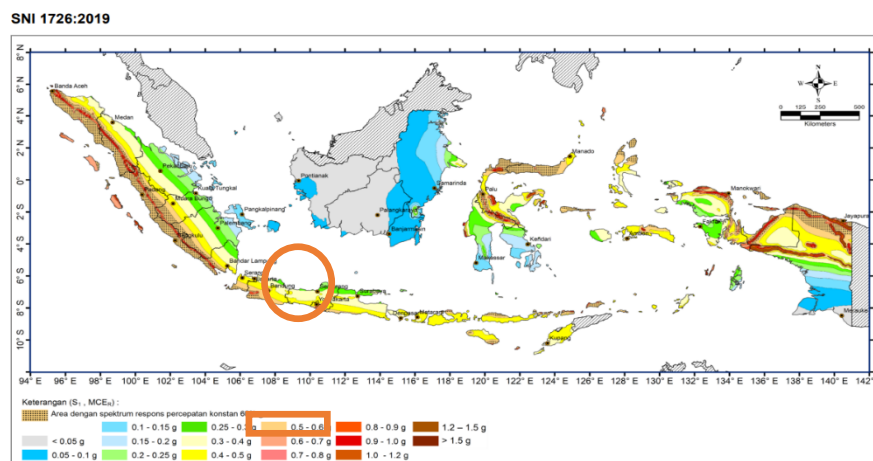 SNI 1726:2019
8°N
6°N
4°N
2°N
0°
2°S
4°S
6°S
8°S
10°S
Banda Aceh
Medan
Padang
Muara Bungo
Kuala Tungkal
Pangkalpinang
Palembang
Bengkulu
Bandar Lampung
Serang
Bandung
Surabaya
Mataram
Kupang
Pontianak
Samarinda
Banjarmasin
Palu
Manado
Makassar
Kendari
Ambon
Manokwari
Jayapura
Merauke
N
W
E
S
0 125 250 500
Kilometers
94° E 96° E 98° E 100° E 102° E 104° E 106° E 108° E 110° E 112° E 114° E 116° E 118° E 120° E 122° E 124° E 126° E 128° E 130° E 132° E 134° E 136° E 138° E 140° E 142° E
Keterangan (S₁ , MCER) :
Area dengan spektrum respons percepatan konstan
0.1 - 0.15 g 0.25 - 0.3 0.5 - 0.6 0.8 - 0.9 g 1.2 – 1.5 g
< 0.05 g 0.15 - 0.2 g 0.3 - 0.4 g 0.6 - 0.7 g 0.9 - 1.0 g > 1.5 g
0.05 - 0.1 g 0.2 - 0.25 g 0.4 - 0.5 g 0.7 - 0.8 g 1.0 - 1.2 g